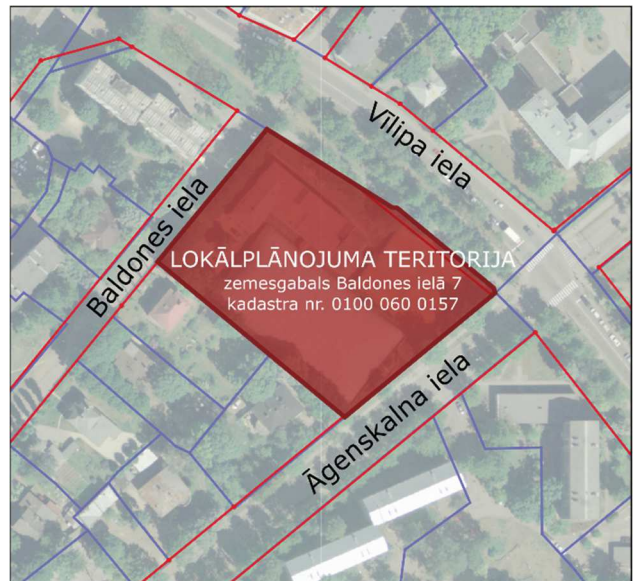 Vīlipa iela
Baldones iela
LOKĀLPLĀNOJUMA TERITORIJA
zemesgabals Baldones ielā 7
kadastra nr. 0100 060 0157
Āgenskalna iela